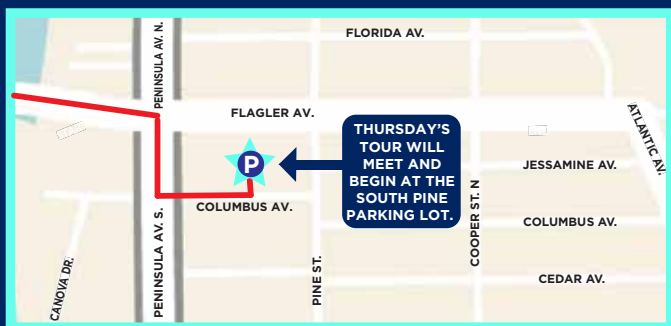 FLORIDA AV.
PENINSULA AV. N.
FLAGLER AV.
ATLANTIC AV.
P
THURSDAY'S
TOUR WILL
MEET AND
BEGIN AT THE
SOUTH PINE
PARKING LOT.
JESSAMINE AV.
COLUMBUS AV.
COLUMBUS AV.
COOPER ST. N
CEDAR AV.
PINE ST.
PENINSULA AV. S.
CANOVA DR.